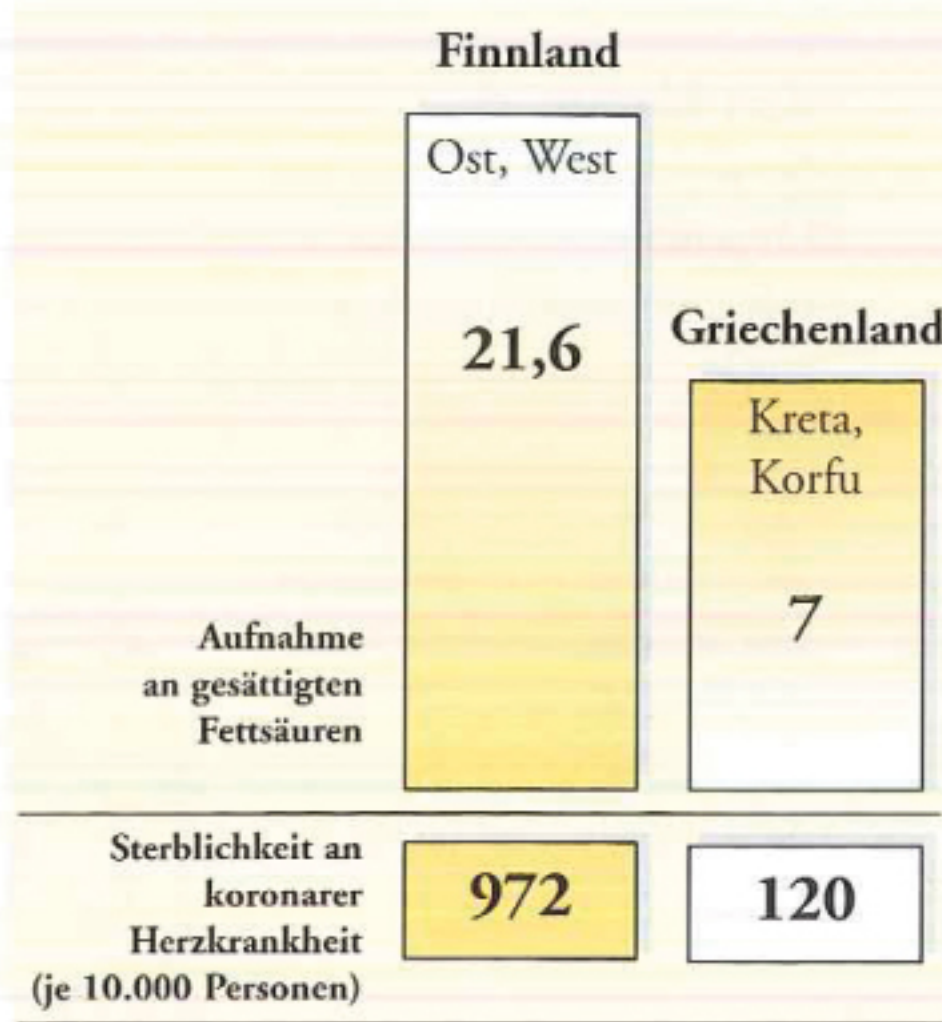 Finnland
Ost, West
21,6
Griechenland
Kreta,
Korfu
7
Aufnahme
an gesättigten
Fettsäuren
Sterblichkeit an
koronarer
Herzkrankheit
(je 10.000 Personen)
972
120